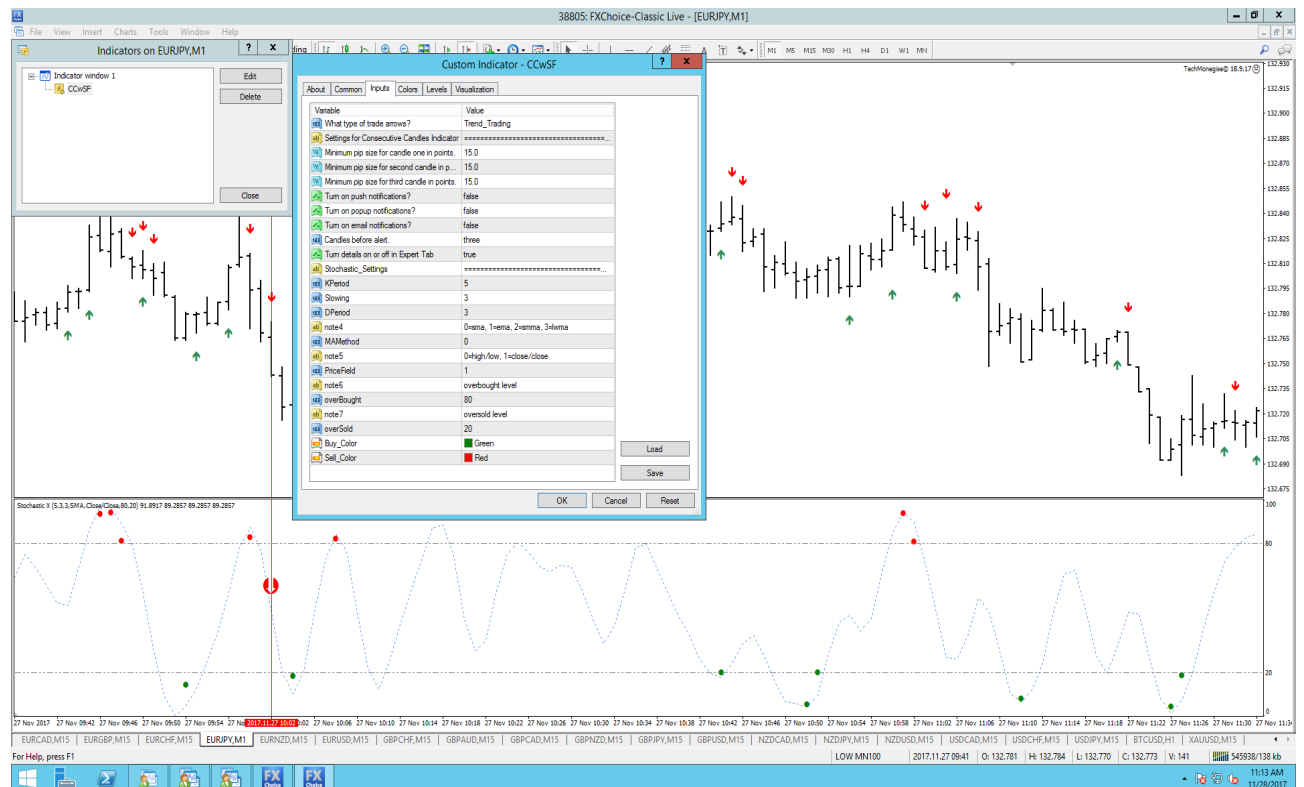 38805: FXChoice-Classic Live - [EURJPY,M1]
File View Insert Charts Tools Window Help
M1 M5 M15 M30 H1 H4 D1 W1 MN
Indicators on EURJPY,M1 ? X
Indicator window 1
CCwSF
Edit
Delete
Close
Custom Indicator - CCwSF ? X
About Common Inputs Colors Levels Visualization
Variable Value
What type of trade arrows? Trend_Trading
Settings for Consecutive Candles Indicator ==================================...
Minimum pip size for candle one in points. 15.0
Minimum pip size for second candle in p... 15.0
Minimum pip size for third candle in points. 15.0
Turn on push notifications? false
Turn on popup notifications? false
Turn on email notifications? false
Candles before alert. three
Turn details on or off in Expert Tab true
Stochastic_Settings ==================================...
KPeriod 5
Slowing 3
DPeriod 3
note4 0=sma, 1=ema, 2=smma, 3=lwma
MAMethod 0
note5 0=high/low, 1=close/close
PriceField 1
note6 overbought level
overBought 80
note7 oversold level
overSold 20
Buy_Color Green
Sell_Color Red
Load
Save
OK Cancel Reset
TechMonegise© 18.9.17
132.930
132.915
132.900
132.885
132.870
132.855
132.840
132.825
132.810
132.795
132.780
132.765
132.750
132.735
132.720
132.705
132.690
132.675
Stochastic X (5,3,3,SMA,Close/Close,80,20) 91.8917 89.2857 89.2857 89.2857
100
80
20
0
27 Nov 2017 27 Nov 09:42 27 Nov 09:46 27 Nov 09:50 27 Nov 09:54 27 No 2017.11.27 10:02 0:02 27 Nov 10:06 27 Nov 10:10 27 Nov 10:14 27 Nov 10:18 27 Nov 10:22 27 Nov 10:26 27 Nov 10:30 27 Nov 10:34 27 Nov 10:38 27 Nov 10:42 27 Nov 10:46 27 Nov 10:50 27 Nov 10:54 27 Nov 10:58 27 Nov 11:02 27 Nov 11:06 27 Nov 11:10 27 Nov 11:14 27 Nov 11:18 27 Nov 11:22 27 Nov 11:26 27 Nov 11:30 27 Nov 11:3
EURCAD,M15 EURGBP,M15 EURCHF,M15 EURJPY,M1 EURNZD,M15 EURUSD,M15 GBPCHF,M15 GBPAUD,M15 GBPCAD,M15 GBPNZD,M15 GBPJPY,M15 GBPUSD,M15 NZDCAD,M15 NZDJPY,M15 NZDUSD,M15 USDCAD,M15 USDCHF,M15 USDJPY,M15 BTCUSD,H1 XAUUSD,M15
For Help, press F1 LOW MN100 2017.11.27 09:41 O: 132.781 H: 132.784 L: 132.770 C: 132.773 V: 141 545938/138 kb
FX Choice FX Choice
11:13 AM
11/28/2017